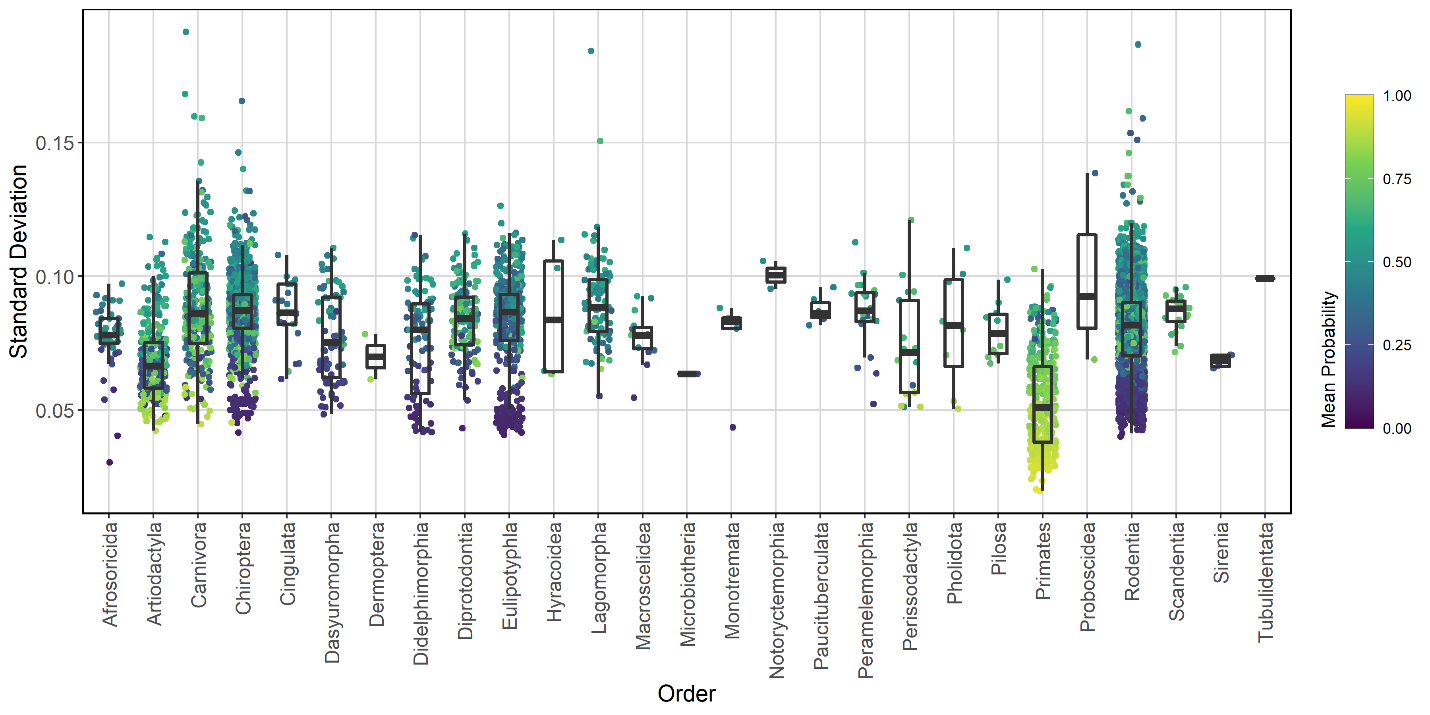 Standard Deviation
0.15
0.10
0.05
Afrosoricida
Artiodactyla
Carnivora
Chiroptera
Cingulata
Dasyuromorpha
Dermoptera
Didelphimorphia
Diprotodontia
Eulipotyphla
Hyracoidea
Lagomorpha
Macroscelidea
Microbiotheria
Monotremata
Notoryctemorphia
Paucituberculata
Peramelemorphia
Perissodactyla
Pholidota
Pilosa
Primates
Proboscidea
Rodentia
Scandentia
Sirenia
Tubulidentata
Order
Mean Probability
1.00
0.75
0.50
0.25
0.00